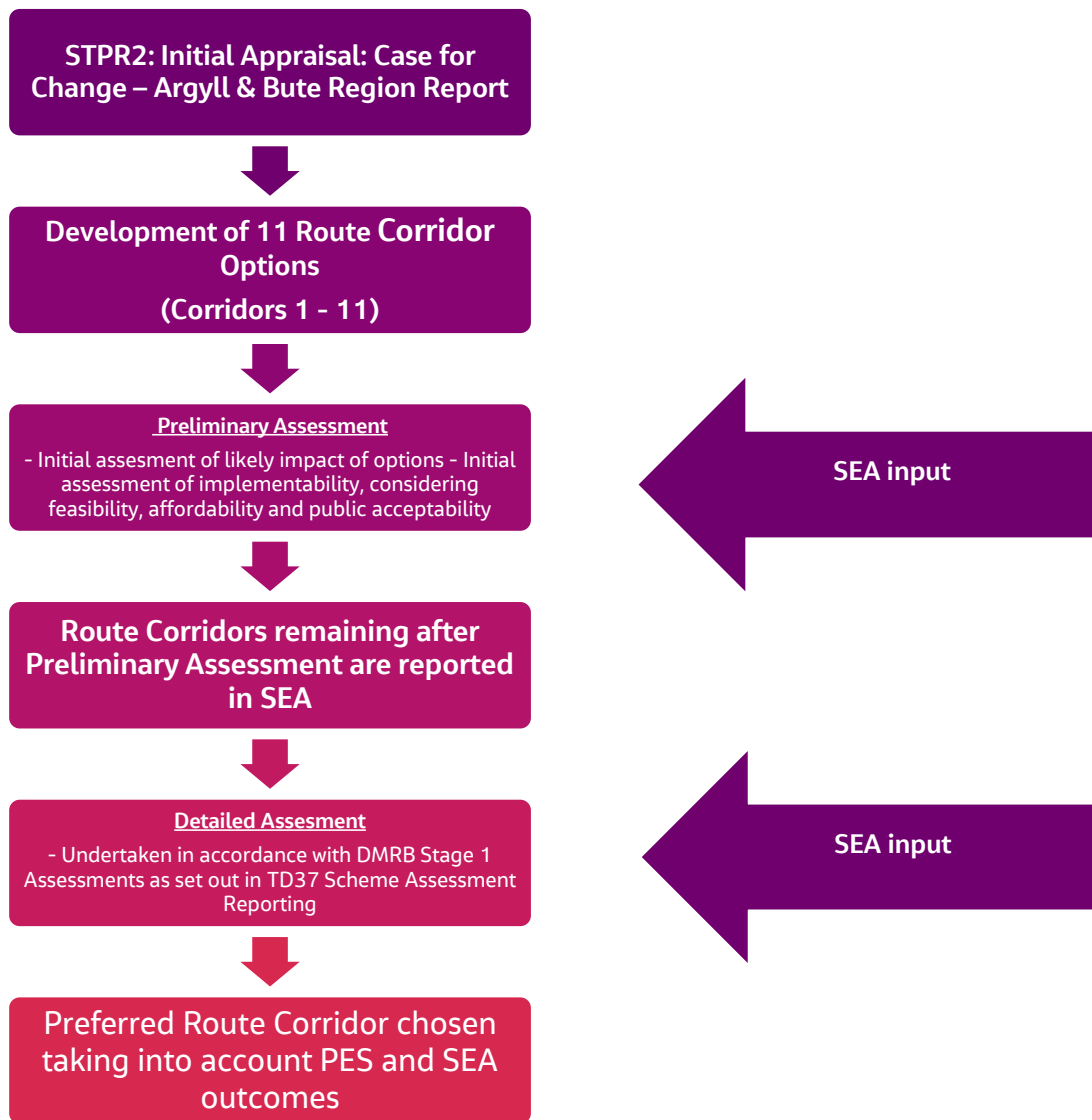 STPR2: Initial Appraisal: Case for
Change – Argyll & Bute Region Report
Development of 11 Route Corridor
Options
(Corridors 1 - 11)
Preliminary Assessment
- Initial assesment of likely impact of options - Initial
assessment of implementability, considering
feasibility, affordability and public acceptability
SEA input
Route Corridors remaining after
Preliminary Assessment are reported
in SEA
Detailed Assesment
- Undertaken in accordance with DMRB Stage 1
Assessments as set out in TD37 Scheme Assessment
Reporting
SEA input
Preferred Route Corridor chosen
taking into account PES and SEA
outcomes